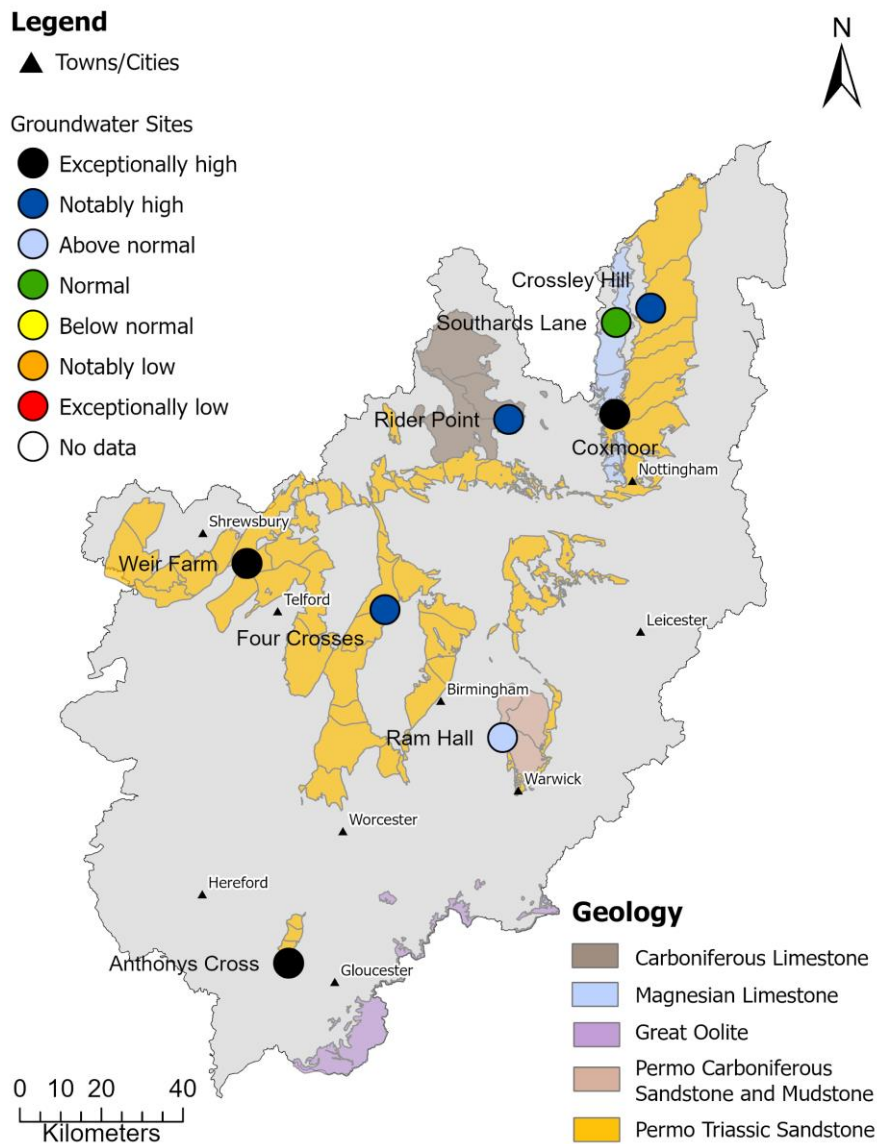 Legend
Towns/Cities
Groundwater Sites
Exceptionally high
Notably high
Above normal
Normal
Below normal
Notably low
Exceptionally low
No data
N
Crossley Hill
Southards Lane
Rider Point
Coxmoor
Nottingham
Shrewsbury
Weir Farm
Telford
Four Crosses
Leicester
Birmingham
Ram Hall
Warwick
Worcester
Hereford
Anthonys Cross
Gloucester
Geology
Carboniferous Limestone
Magnesian Limestone
Great Oolite
Permo Carboniferous
Sandstone and Mudstone
Permo Triassic Sandstone
0 10 20 40
Kilometers